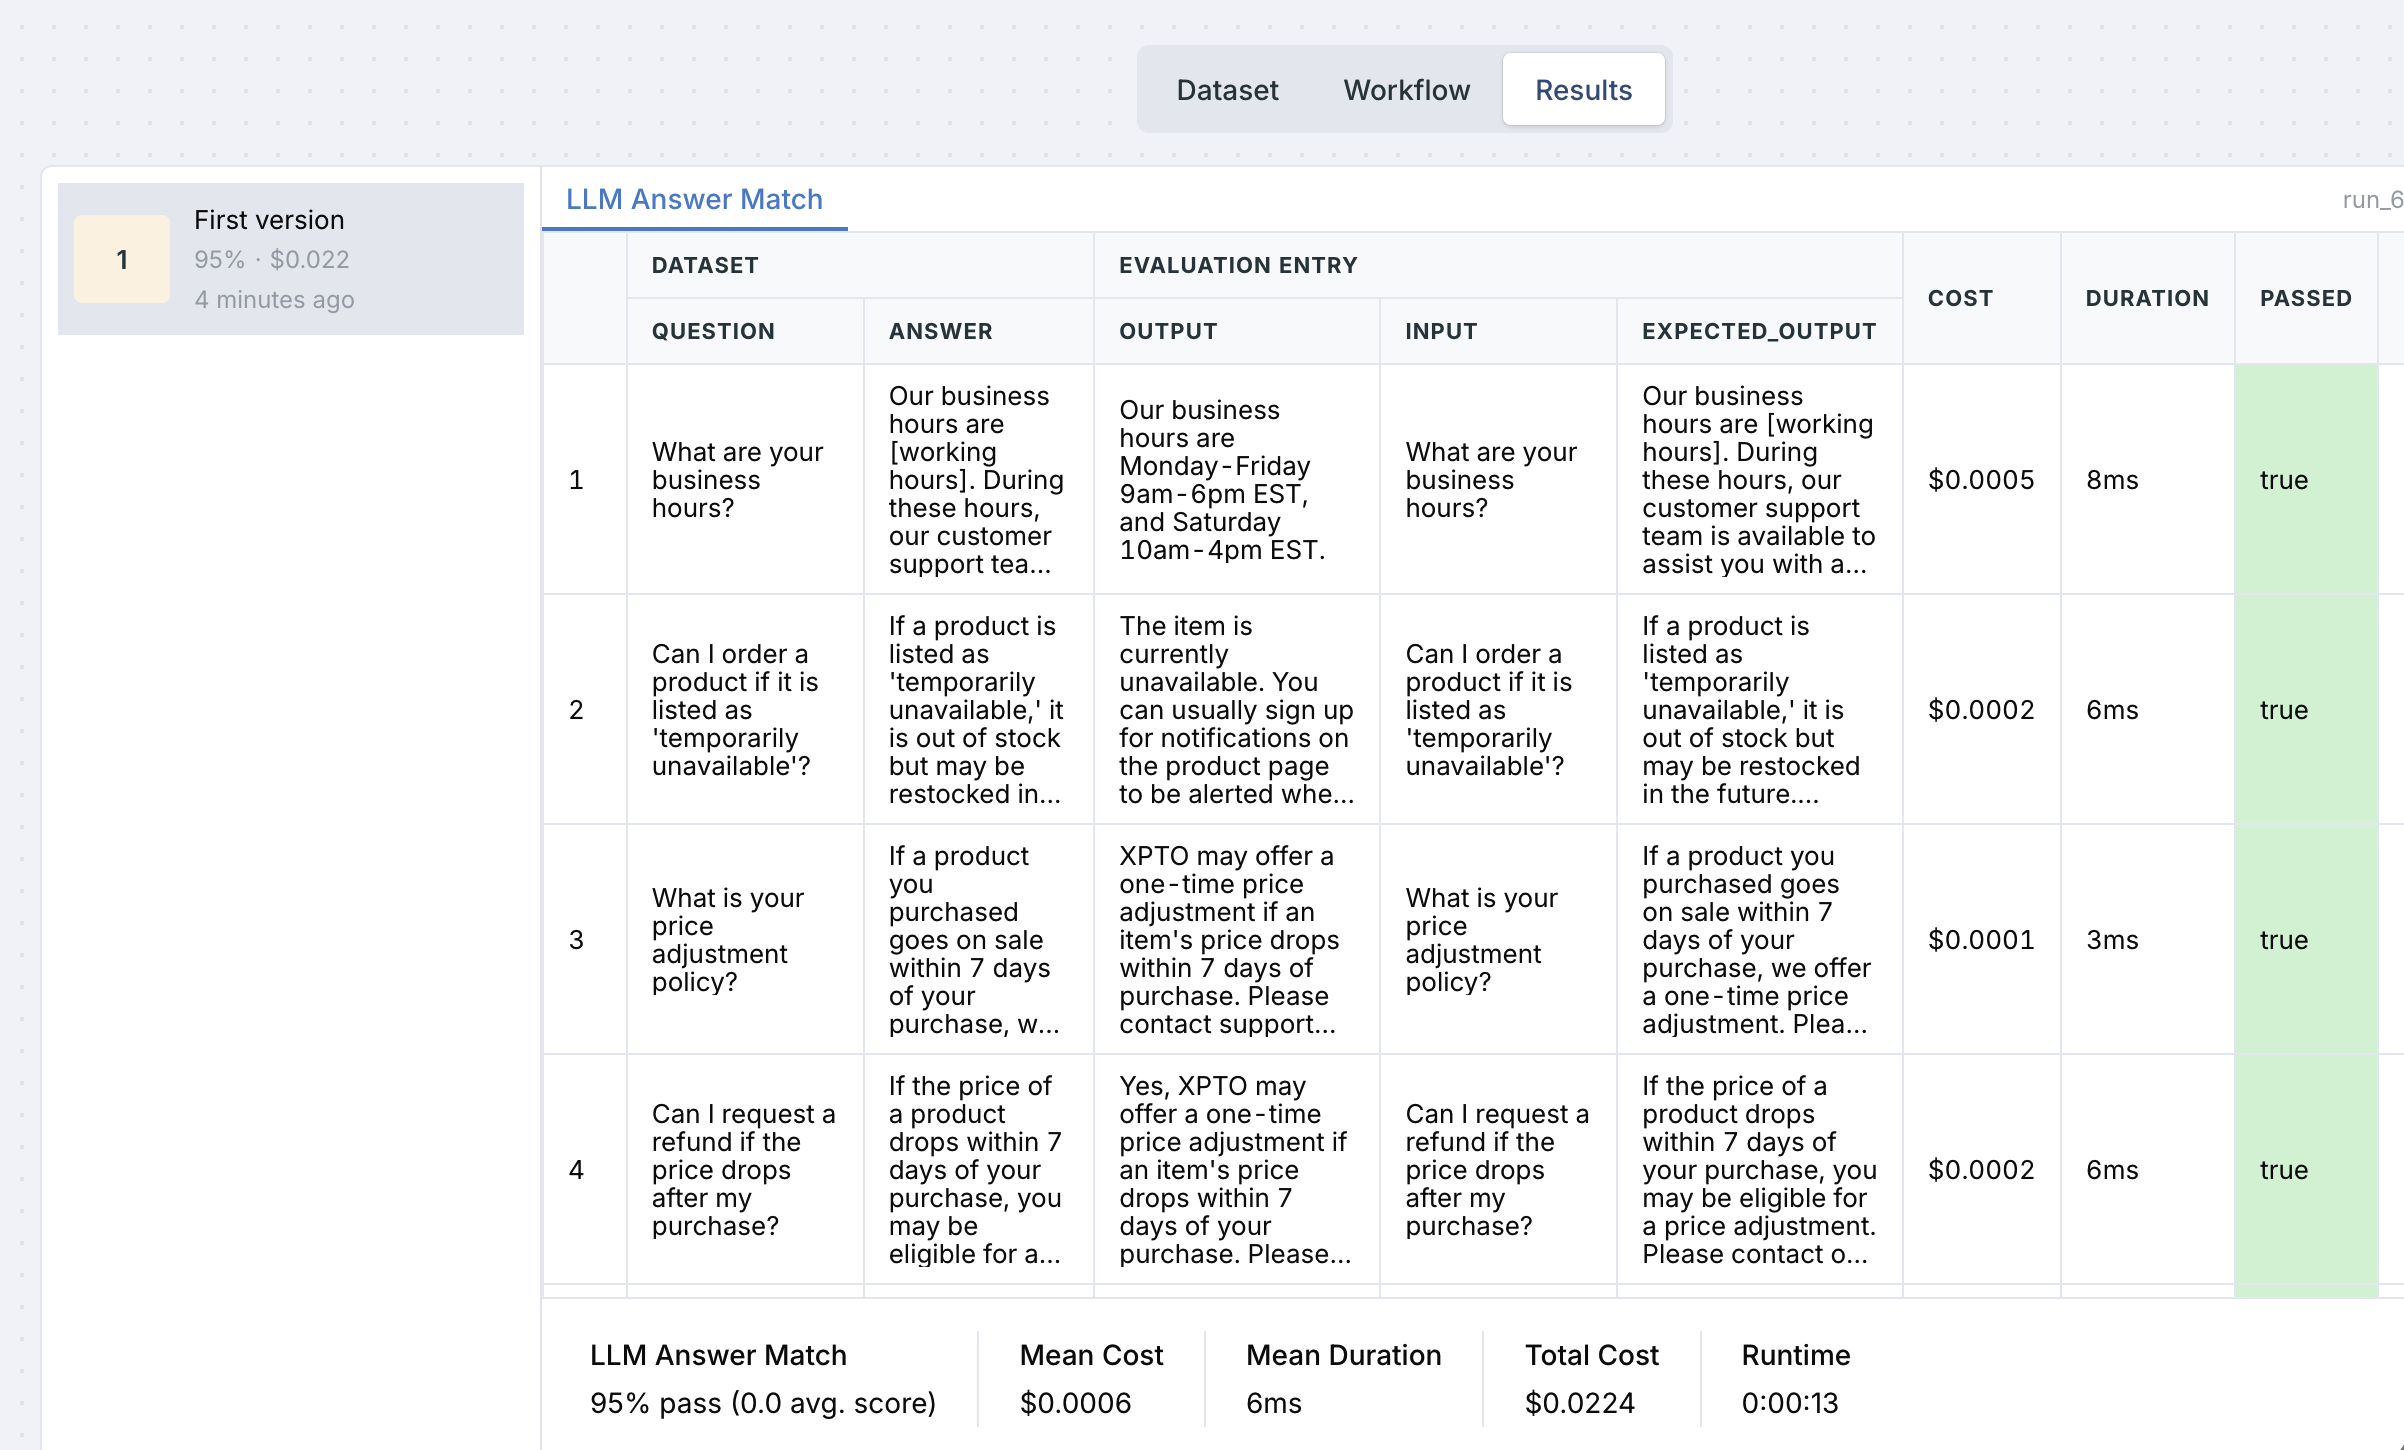 Dataset Workflow Results
1
First version
95% · $0.022
4 minutes ago
LLM Answer Match
run_6
DATASET
EVALUATION ENTRY
COST
DURATION
PASSED
QUESTION
ANSWER
OUTPUT
INPUT
EXPECTED_OUTPUT
1
What are your
business
hours?
Our business
hours are
[working
hours]. During
these hours,
our customer
support tea...
Our business
hours are
Monday-Friday
9am-6pm EST,
and Saturday
10am-4pm EST.
What are your
business
hours?
Our business
hours are [working
hours]. During
these hours, our
customer support
team is available to
assist you with a...
$0.0005
8ms
true
2
Can I order a
product if it is
listed as
'temporarily
unavailable'?
If a product is
listed as
'temporarily
unavailable,' it
is out of stock
but may be
restocked in...
The item is
currently
unavailable. You
can usually sign up
for notifications on
the product page
to be alerted whe...
Can I order a
product if it is
listed as
'temporarily
unavailable'?
If a product is
listed as
'temporarily
unavailable,' it is
out of stock but
may be restocked
in the future....
$0.0002
6ms
true
3
What is your
price
adjustment
policy?
If a product
you
purchased
goes on sale
within 7 days
of your
purchase, w...
XPTO may offer a
one-time price
adjustment if an
item's price drops
within 7 days of
purchase. Please
contact support...
What is your
price
adjustment
policy?
If a product you
purchased goes
on sale within 7
days of your
purchase, we offer
a one-time price
adjustment. Plea...
$0.0001
3ms
true
4
Can I request a
refund if the
price drops
after my
purchase?
If the price of
a product
drops within 7
days of your
purchase, you
may be
eligible for a...
Yes, XPTO may
offer a one-time
price adjustment if
an item's price
drops within 7
days of your
purchase. Please...
Can I request a
refund if the
price drops
after my
purchase?
If the price of a
product drops
within 7 days of
your purchase, you
may be eligible for
a price adjustment.
Please contact o...
$0.0002
6ms
true
LLM Answer Match
95% pass (0.0 avg. score)
Mean Cost
$0.0006
Mean Duration
6ms
Total Cost
$0.0224
Runtime
0:00:13